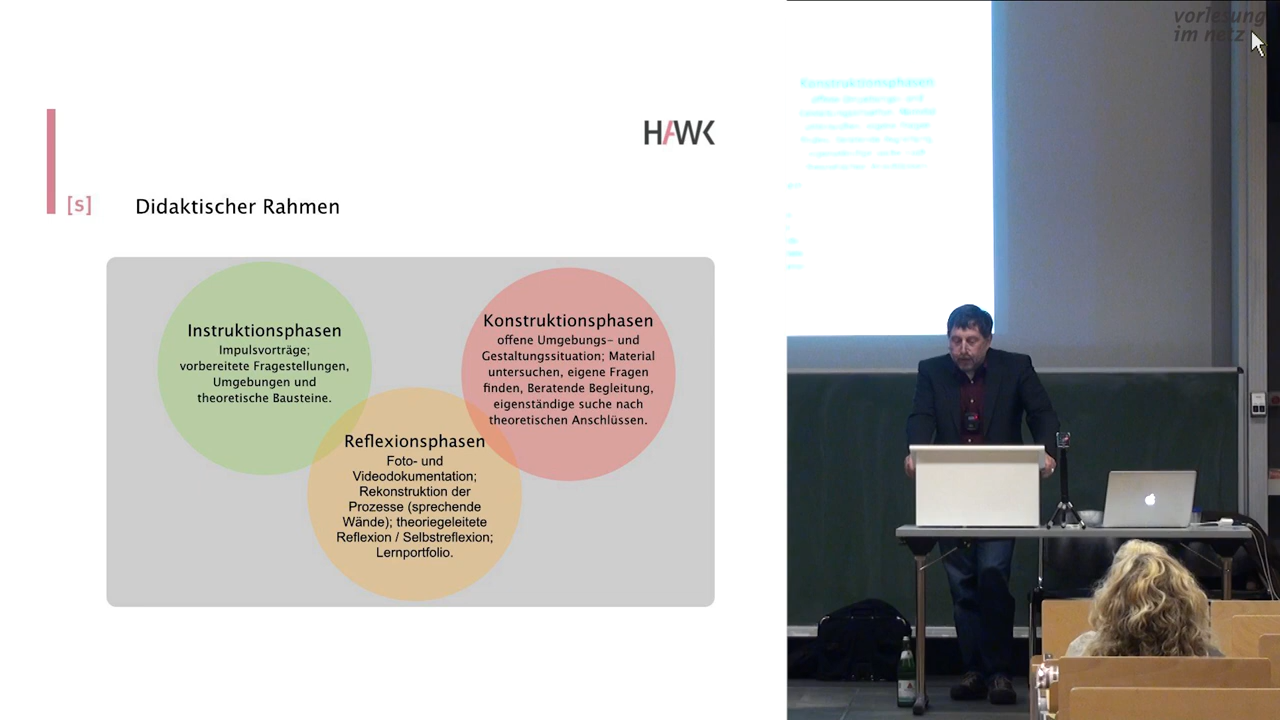 vorlesung
im netz
HAWK
[s]
Didaktischer Rahmen
Instruktionsphasen
Impulsvorträge;
vorbereitete Fragestellungen,
Umgebungen und
theoretische Bausteine.
Konstruktionsphasen
offene Umgebungs- und
Gestaltungssituation; Material
untersuchen, eigene Fragen
finden, Beratende Begleitung,
eigenständige suche nach
theoretischen Anschlüssen.
Reflexionsphasen
Foto- und
Videodokumentation;
Rekonstruktion der
Prozesse (sprechende
Wände); theoriegeleitete
Reflexion / Selbstreflexion;
Lernportfolio.
Konstruktionsphasen